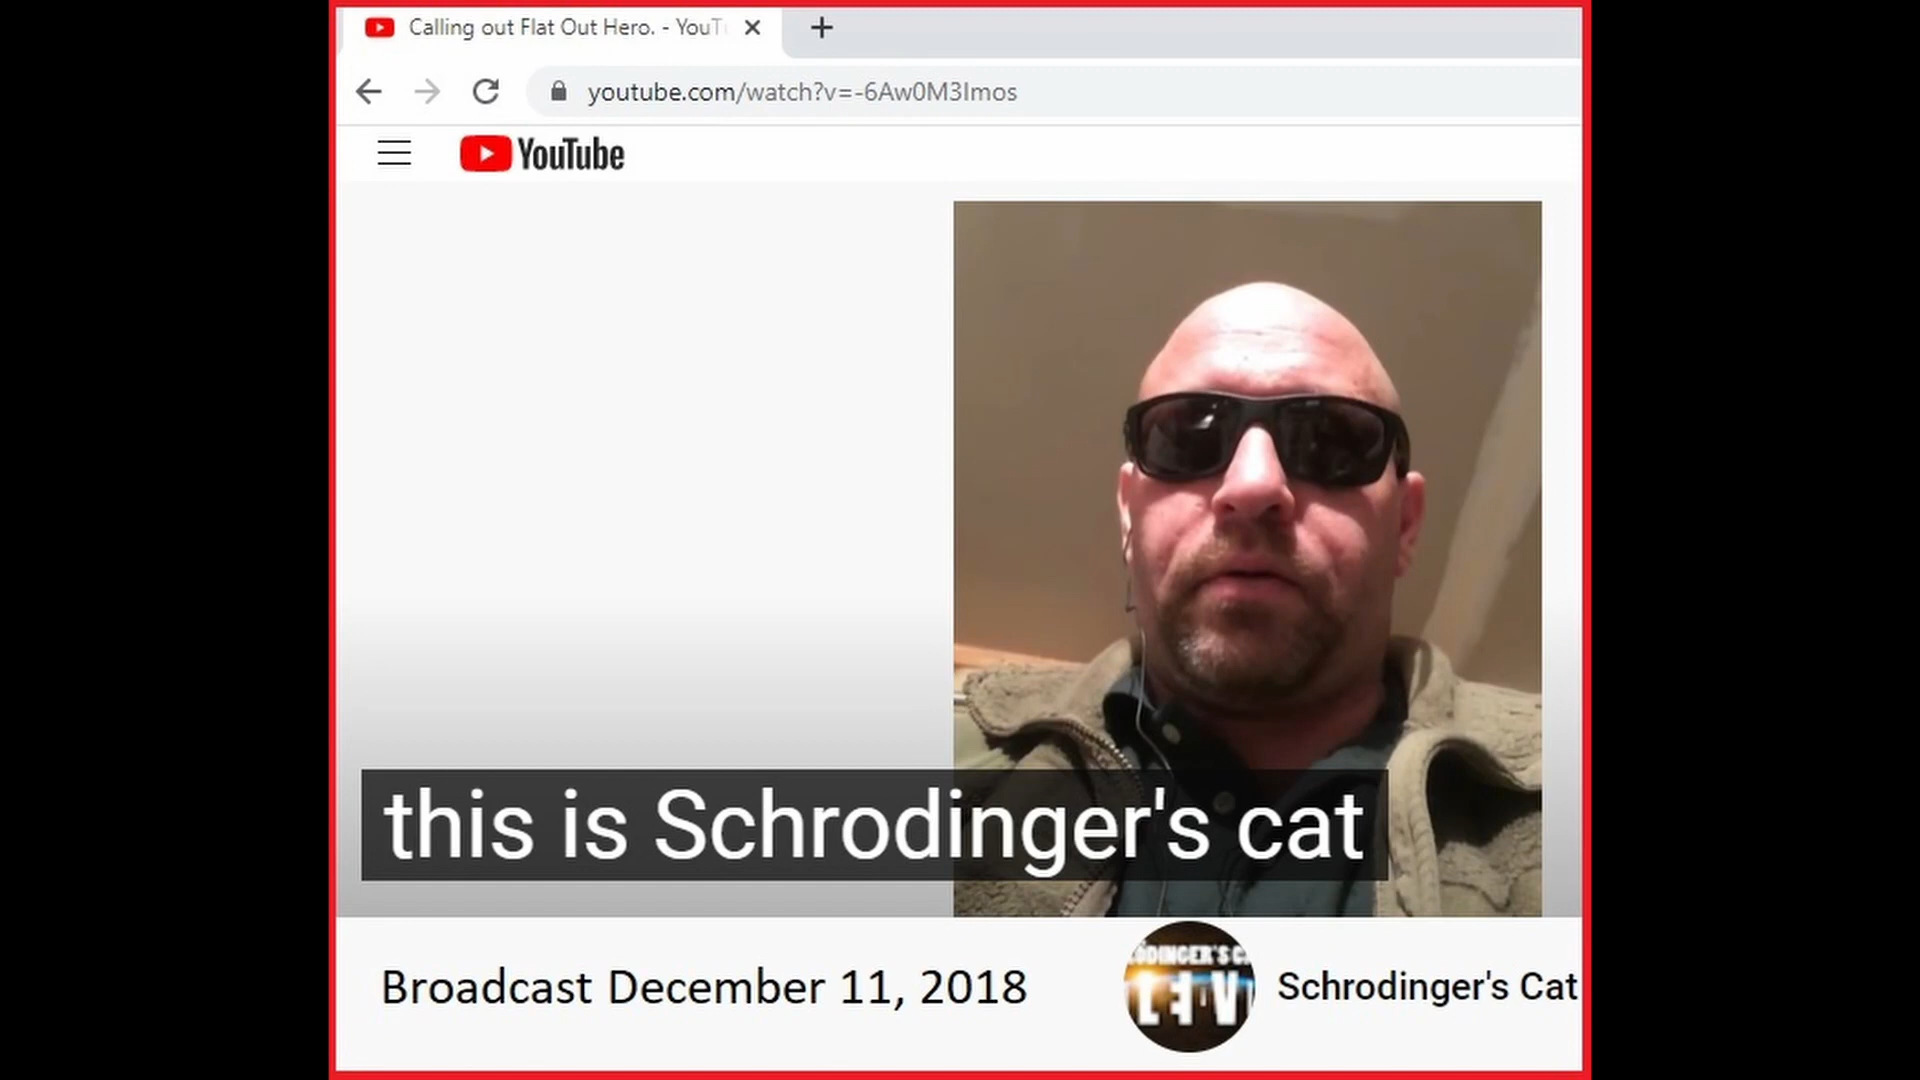 Calling out Flat Out Hero. - YouT
youtube.com/watch?v=-6Aw0M3Imos
YouTube
this is Schrodinger's cat
Broadcast December 11, 2018
Schrodinger's Cat